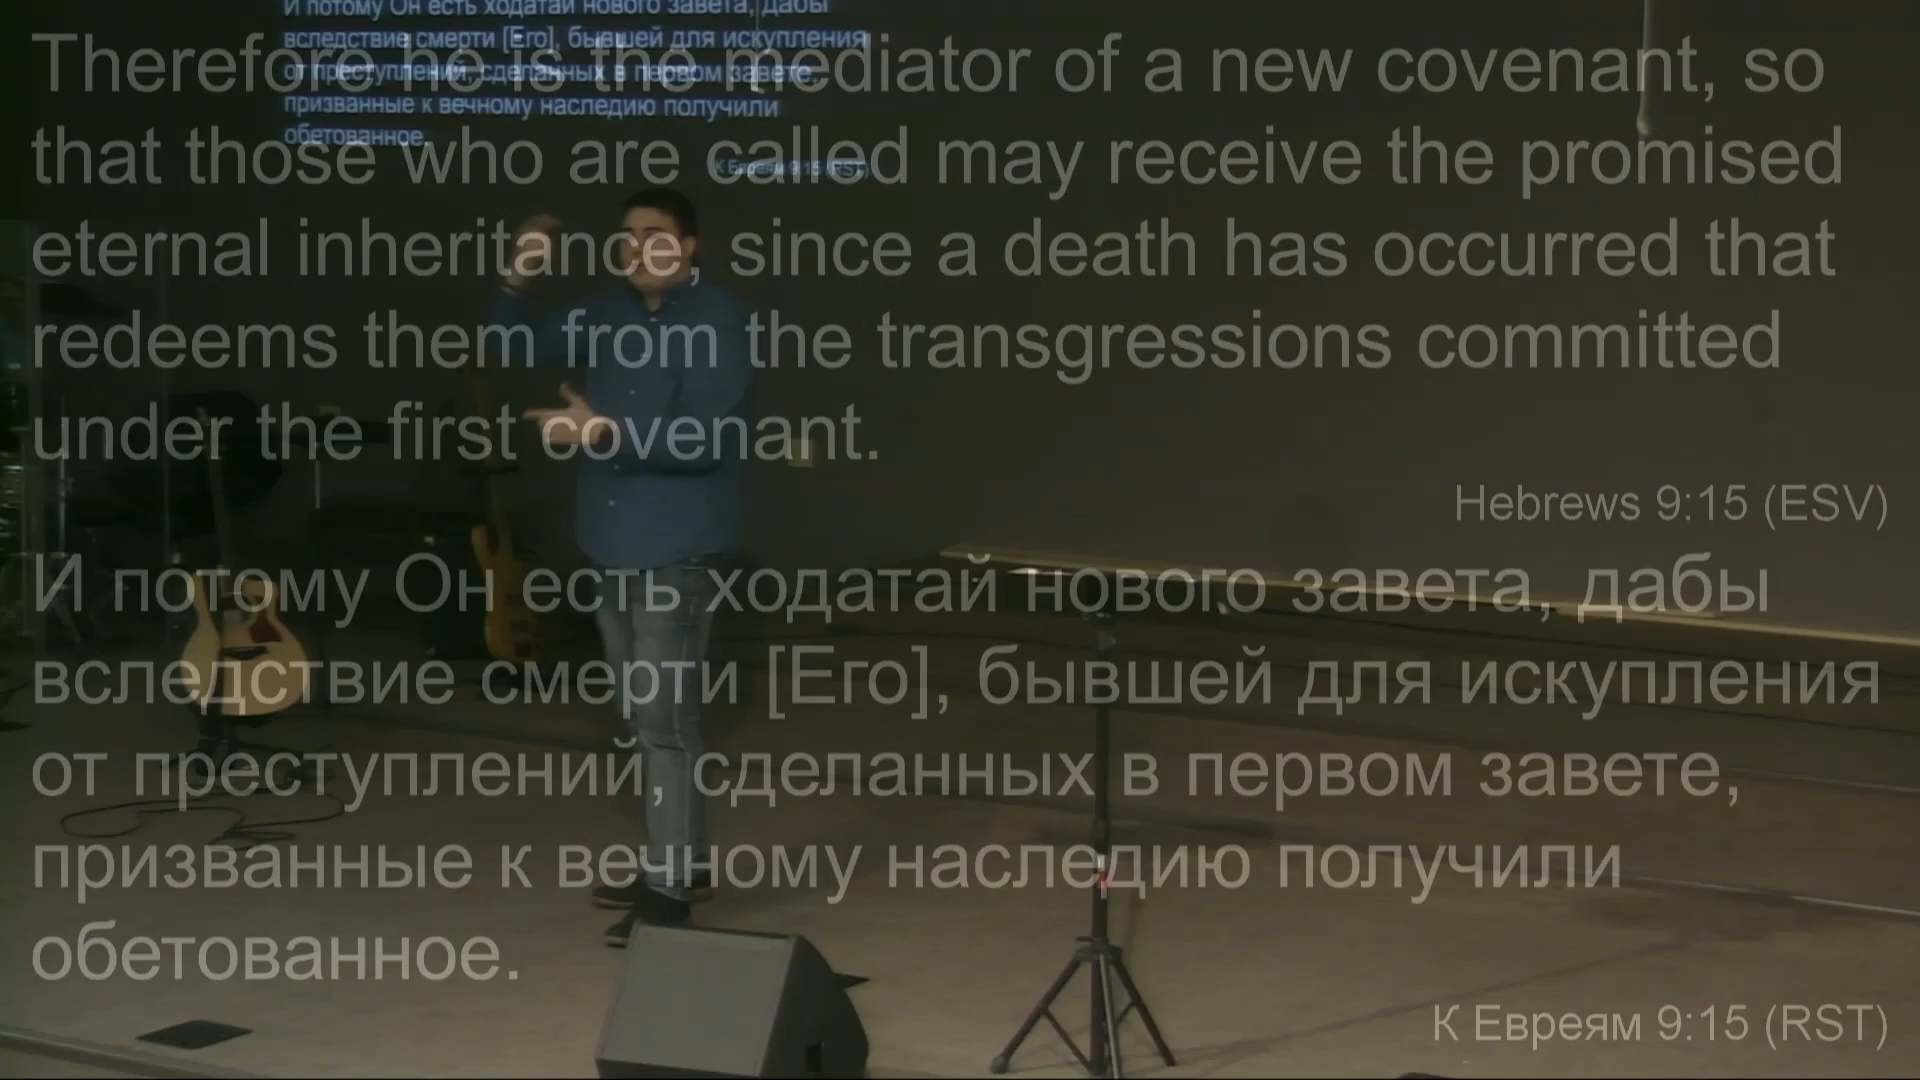 И потому Он есть ходатай нового завета, дабы
вследствие смерти [Его], бывшей для искупления
от преступлений, сделанных в первом завете,
призванные к вечному наследию получили
обетованное.
К Евреям 9:15 (RST)
Therefore he is the mediator of a new covenant, so
that those who are called may receive the promised
eternal inheritance, since a death has occurred that
redeems them from the transgressions committed
under the first covenant.
Hebrews 9:15 (ESV)
И потому Он есть ходатай нового завета, дабы
вследствие смерти [Его], бывшей для искупления
от преступлений, сделанных в первом завете,
призванные к вечному наследию получили
обетованное.
К Евреям 9:15 (RST)